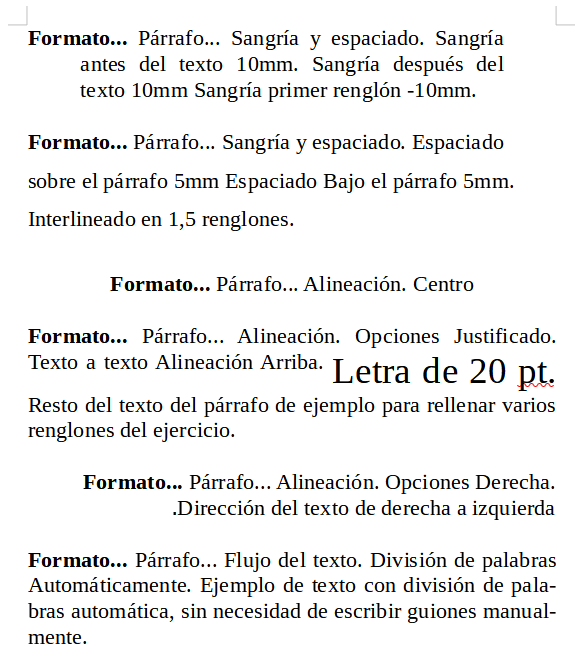 Formato... Párrafo... Sangría y espaciado. Sangría
antes del texto 10mm. Sangría después del
texto 10mm Sangría primer renglón -10mm.
Formato... Párrafo... Sangría y espaciado. Espaciado
sobre el párrafo 5mm Espaciado Bajo el párrafo 5mm.
Interlineado en 1,5 renglones.
Formato... Párrafo... Alineación. Centro
Formato... Párrafo... Alineación. Opciones Justificado.
Texto a texto Alineación Arriba. Letra de 20 pt.
Resto del texto del párrafo de ejemplo para rellenar varios
renglones del ejercicio.
Formato... Párrafo... Alineación. Opciones Derecha.
.Dirección del texto de derecha a izquierda
Formato... Párrafo... Flujo del texto. División de palabras
Automáticamente. Ejemplo de texto con división de pala-
bras automática, sin necesidad de escribir guiones manual-
mente.